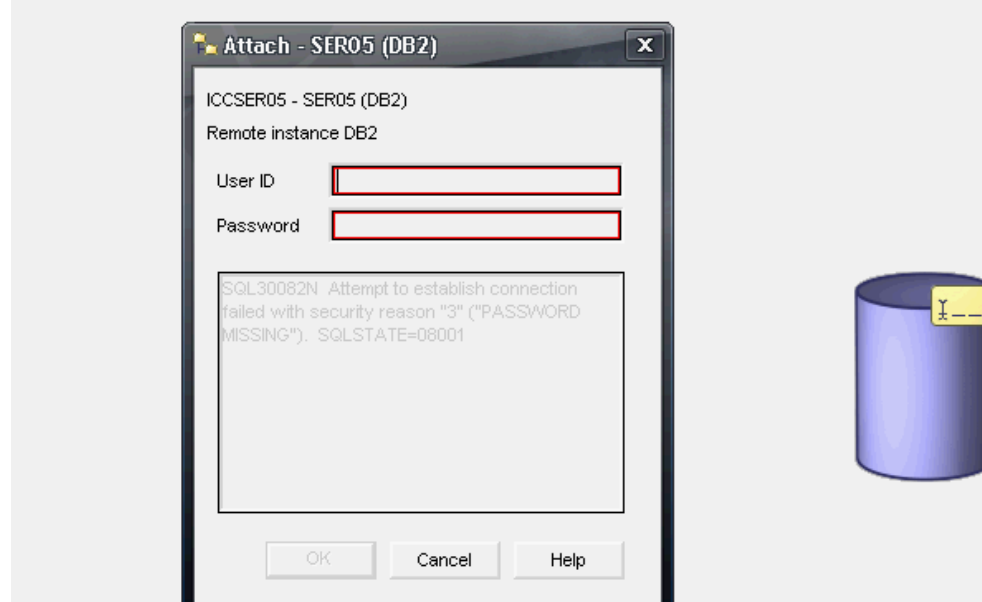 Attach - SER05 (DB2)
ICCSER05 - SER05 (DB2)
Remote instance DB2
User ID
Password
SQL30082N Attempt to establish connection
failed with security reason "3" ("PASSWORD
MISSING"). SQLSTATE=08001
OK
Cancel
Help